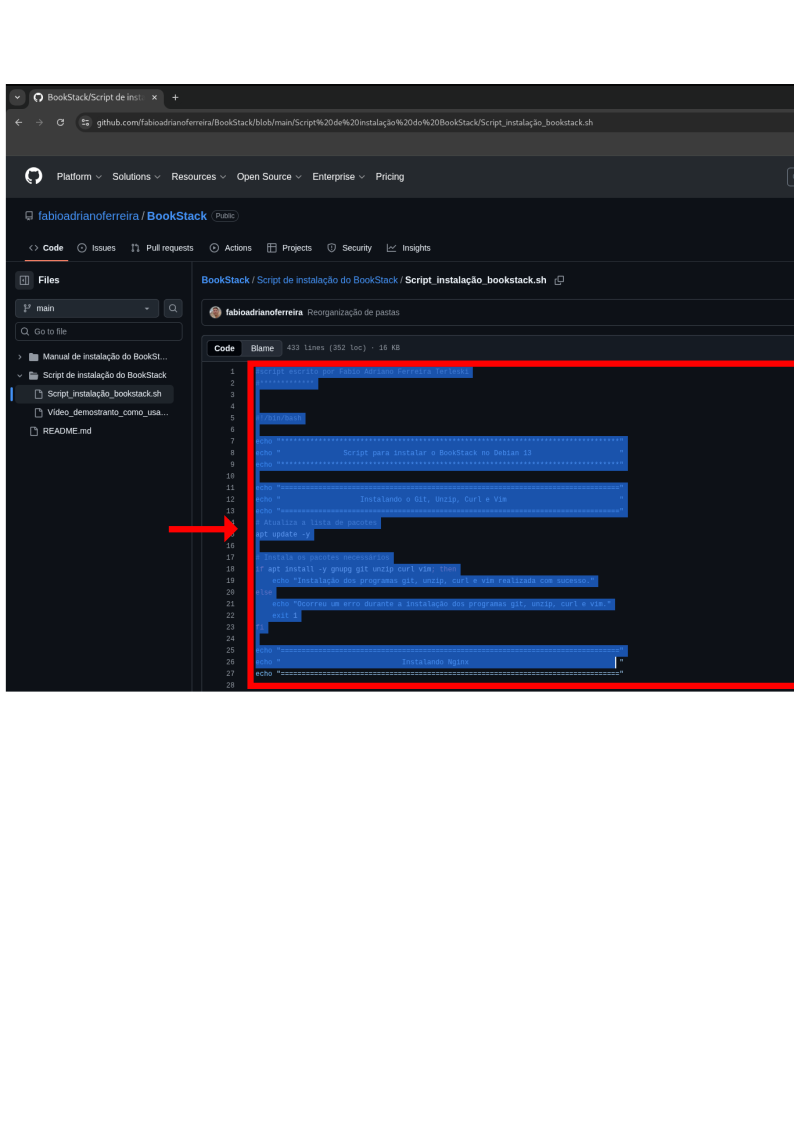 BookStack/Script de inst
github.com/fabioadrianoferreira/BookStack/blob/main/Script%20de%20instalação%20do%20BookStack/Script_instalação_bookstack.sh
Platform Solutions Resources Open Source Enterprise Pricing
fabioadrianoferreira / BookStack Public
Code Issues Pull requests Actions Projects Security Insights
Files
main
Go to file
Manual de instalação do BookSt...
Script de instalação do BookStack
Script_instalação_bookstack.sh
Vídeo_demostranto_como_usa...
README.md
BookStack / Script de instalação do BookStack / Script_instalação_bookstack.sh
fabioadrianoferreira Reorganização de pastas
Code Blame 433 lines (352 loc) · 16 KB
1 #script escrito por Fabio Adriano Ferreira Terleski
2 #*************
3
4
5 #!/bin/bash
6
7 echo "*********************************************************************************"
8 echo " Script para instalar o BookStack no Debian 13 "
9 echo "*********************************************************************************"
10
11 echo "================================================================================="
12 echo " Instalando o Git, Unzip, Curl e Vim "
13 echo "================================================================================="
# Atualiza a lista de pacotes
apt update -y
16
17 # Instala os pacotes necessários
18 if apt install -y gnupg git unzip curl vim; then
19 echo "Instalação dos programas git, unzip, curl e vim realizada com sucesso."
20 else
21 echo "Ocorreu um erro durante a instalação dos programas git, unzip, curl e vim."
22 exit 1
23 fi
24
25 echo "================================================================================="
26 echo " Instalando Nginx "
27 echo "================================================================================="
28